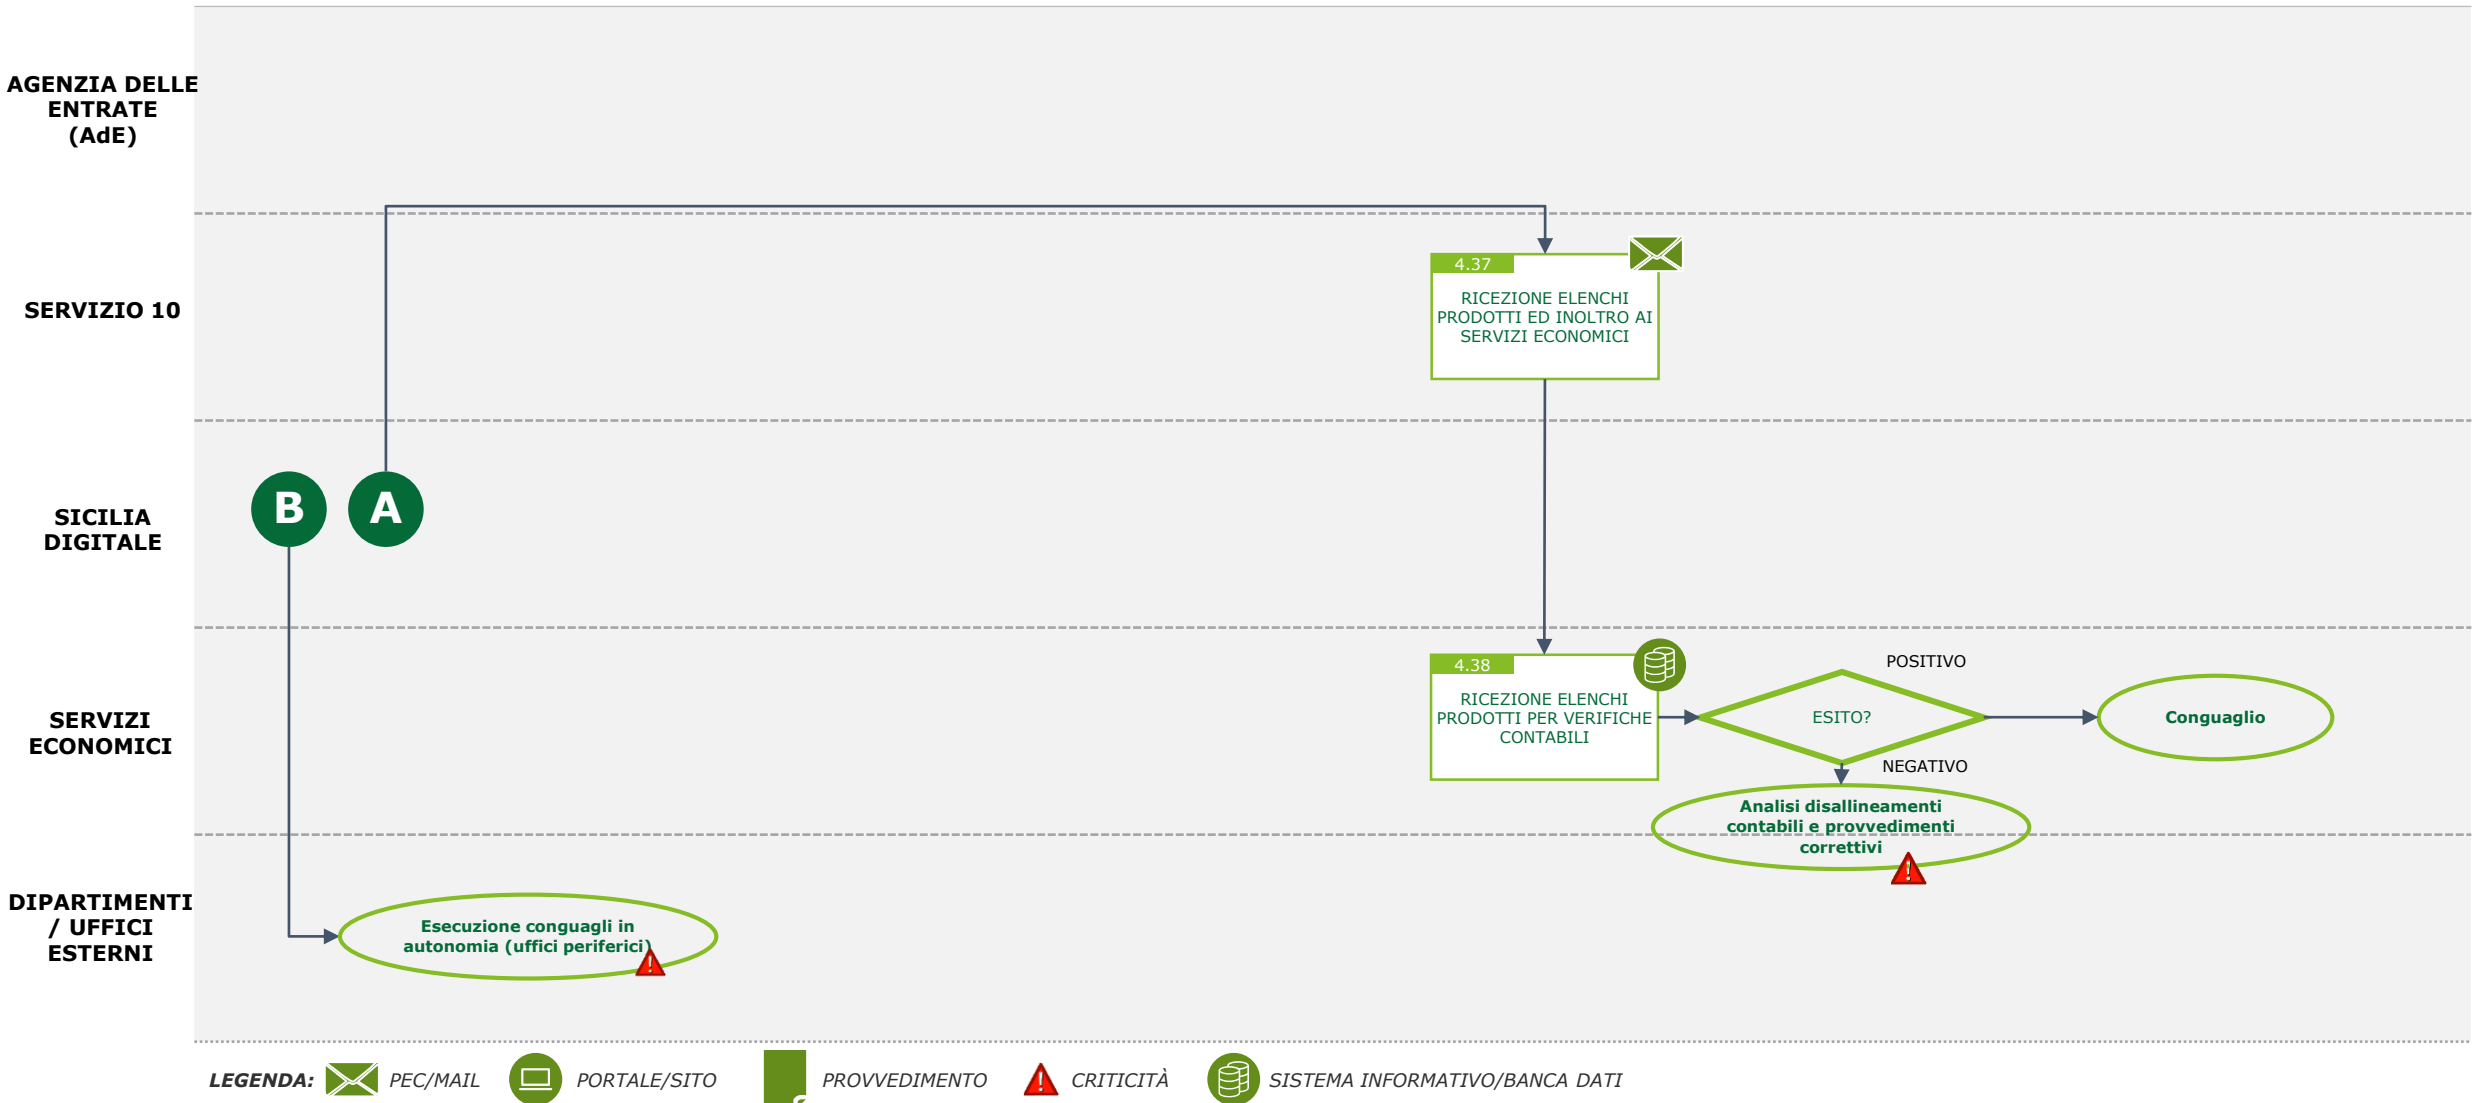 AGENZIA DELLE
ENTRATE
(AdE)
SERVIZIO 10
4.37
RICEZIONE ELENCHI
PRODOTTI ED INOLTRO AI
SERVIZI ECONOMICI
SICILIA
DIGITALE
B
A
SERVIZI
ECONOMICI
4.38
RICEZIONE ELENCHI
PRODOTTI PER VERIFICHE
CONTABILI
ESITO?
POSITIVO
NEGATIVO
Conguaglio
Analisi disallineamenti
contabili e provvedimenti
correttivi
DIPARTIMENTI
/ UFFICI
ESTERNI
Esecuzione conguagli in
autonomia (uffici periferici)
LEGENDA: PEC/MAIL PORTALE/SITO PROVVEDIMENTO CRITICITÀ SISTEMA INFORMATIVO/BANCA DATI